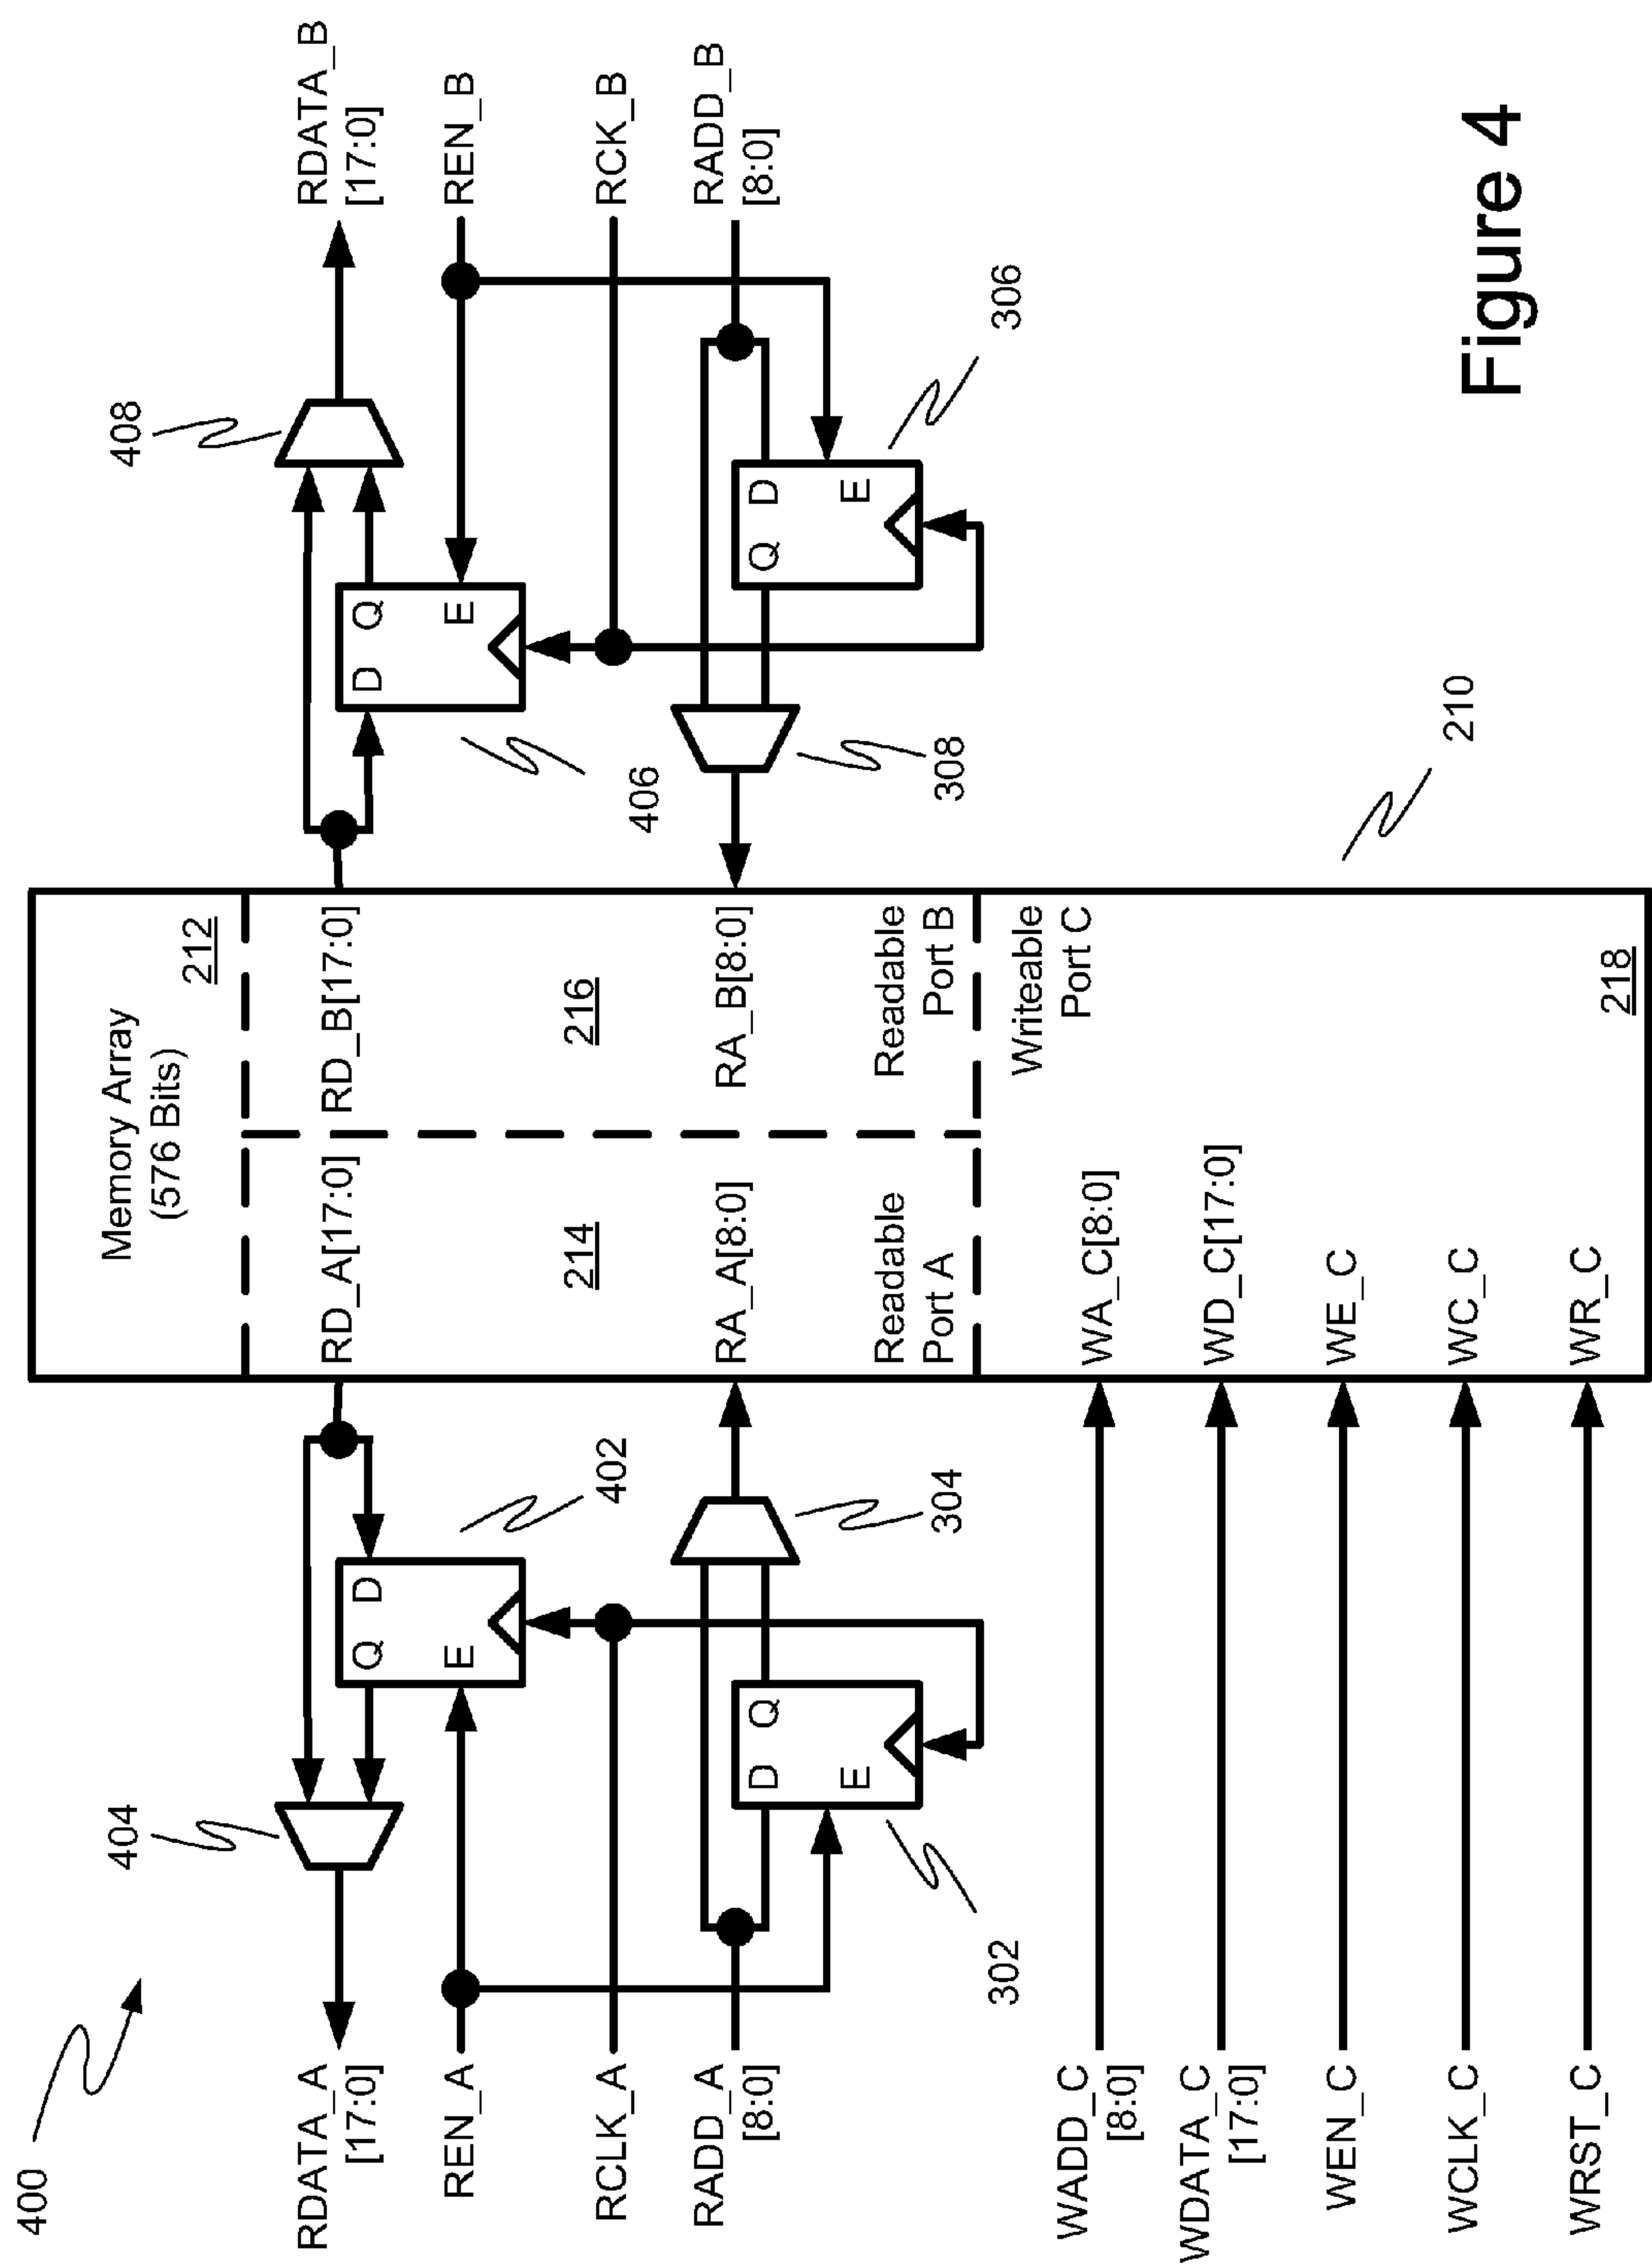 400
RDATA_A
[17:0]
REN_A
RCLK_A
RADD_A
[8:0]
WADD_C
[8:0]
WDATA_C
[17:0]
WEN_C
WCLK_C
WRST_C
404
Q D
E
402
D Q
E
302
304
Memory Array
(576 Bits)
212
RD_A[17:0]
RD_B[17:0]
214
216
RA_A[8:0]
RA_B[8:0]
Readable
Port A
Readable
Port B
Writeable
Port C
WA_C[8:0]
WD_C[17:0]
WE_C
WC_C
WR_C
218
210
408
D Q
E
406
Q D
E
306
308
RDATA_B
[17:0]
REN_B
RCK_B
RADD_B
[8:0]
Figure 4